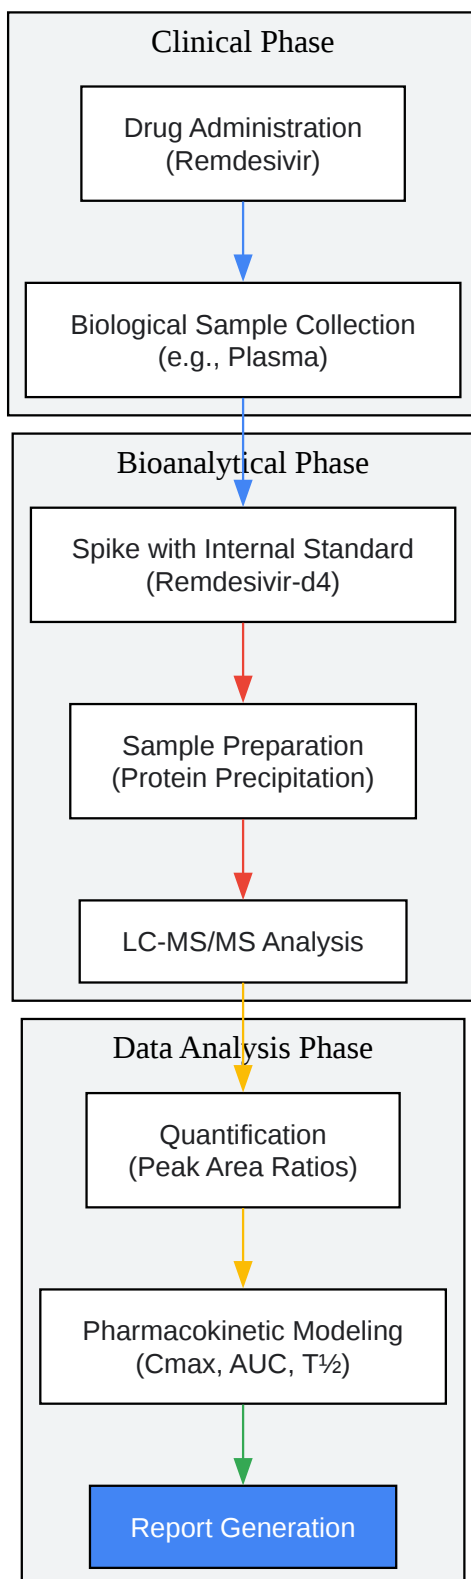 Clinical Phase
Drug Administration
(Remdesivir)
Biological Sample Collection
(e.g., Plasma)
Bioanalytical Phase
Spike with Internal Standard
(Remdesivir-d4)
Sample Preparation
(Protein Precipitation)
LC-MS/MS Analysis
Data Analysis Phase
Quantification
(Peak Area Ratios)
Pharmacokinetic Modeling
(Cmax, AUC, T½)
Report Generation